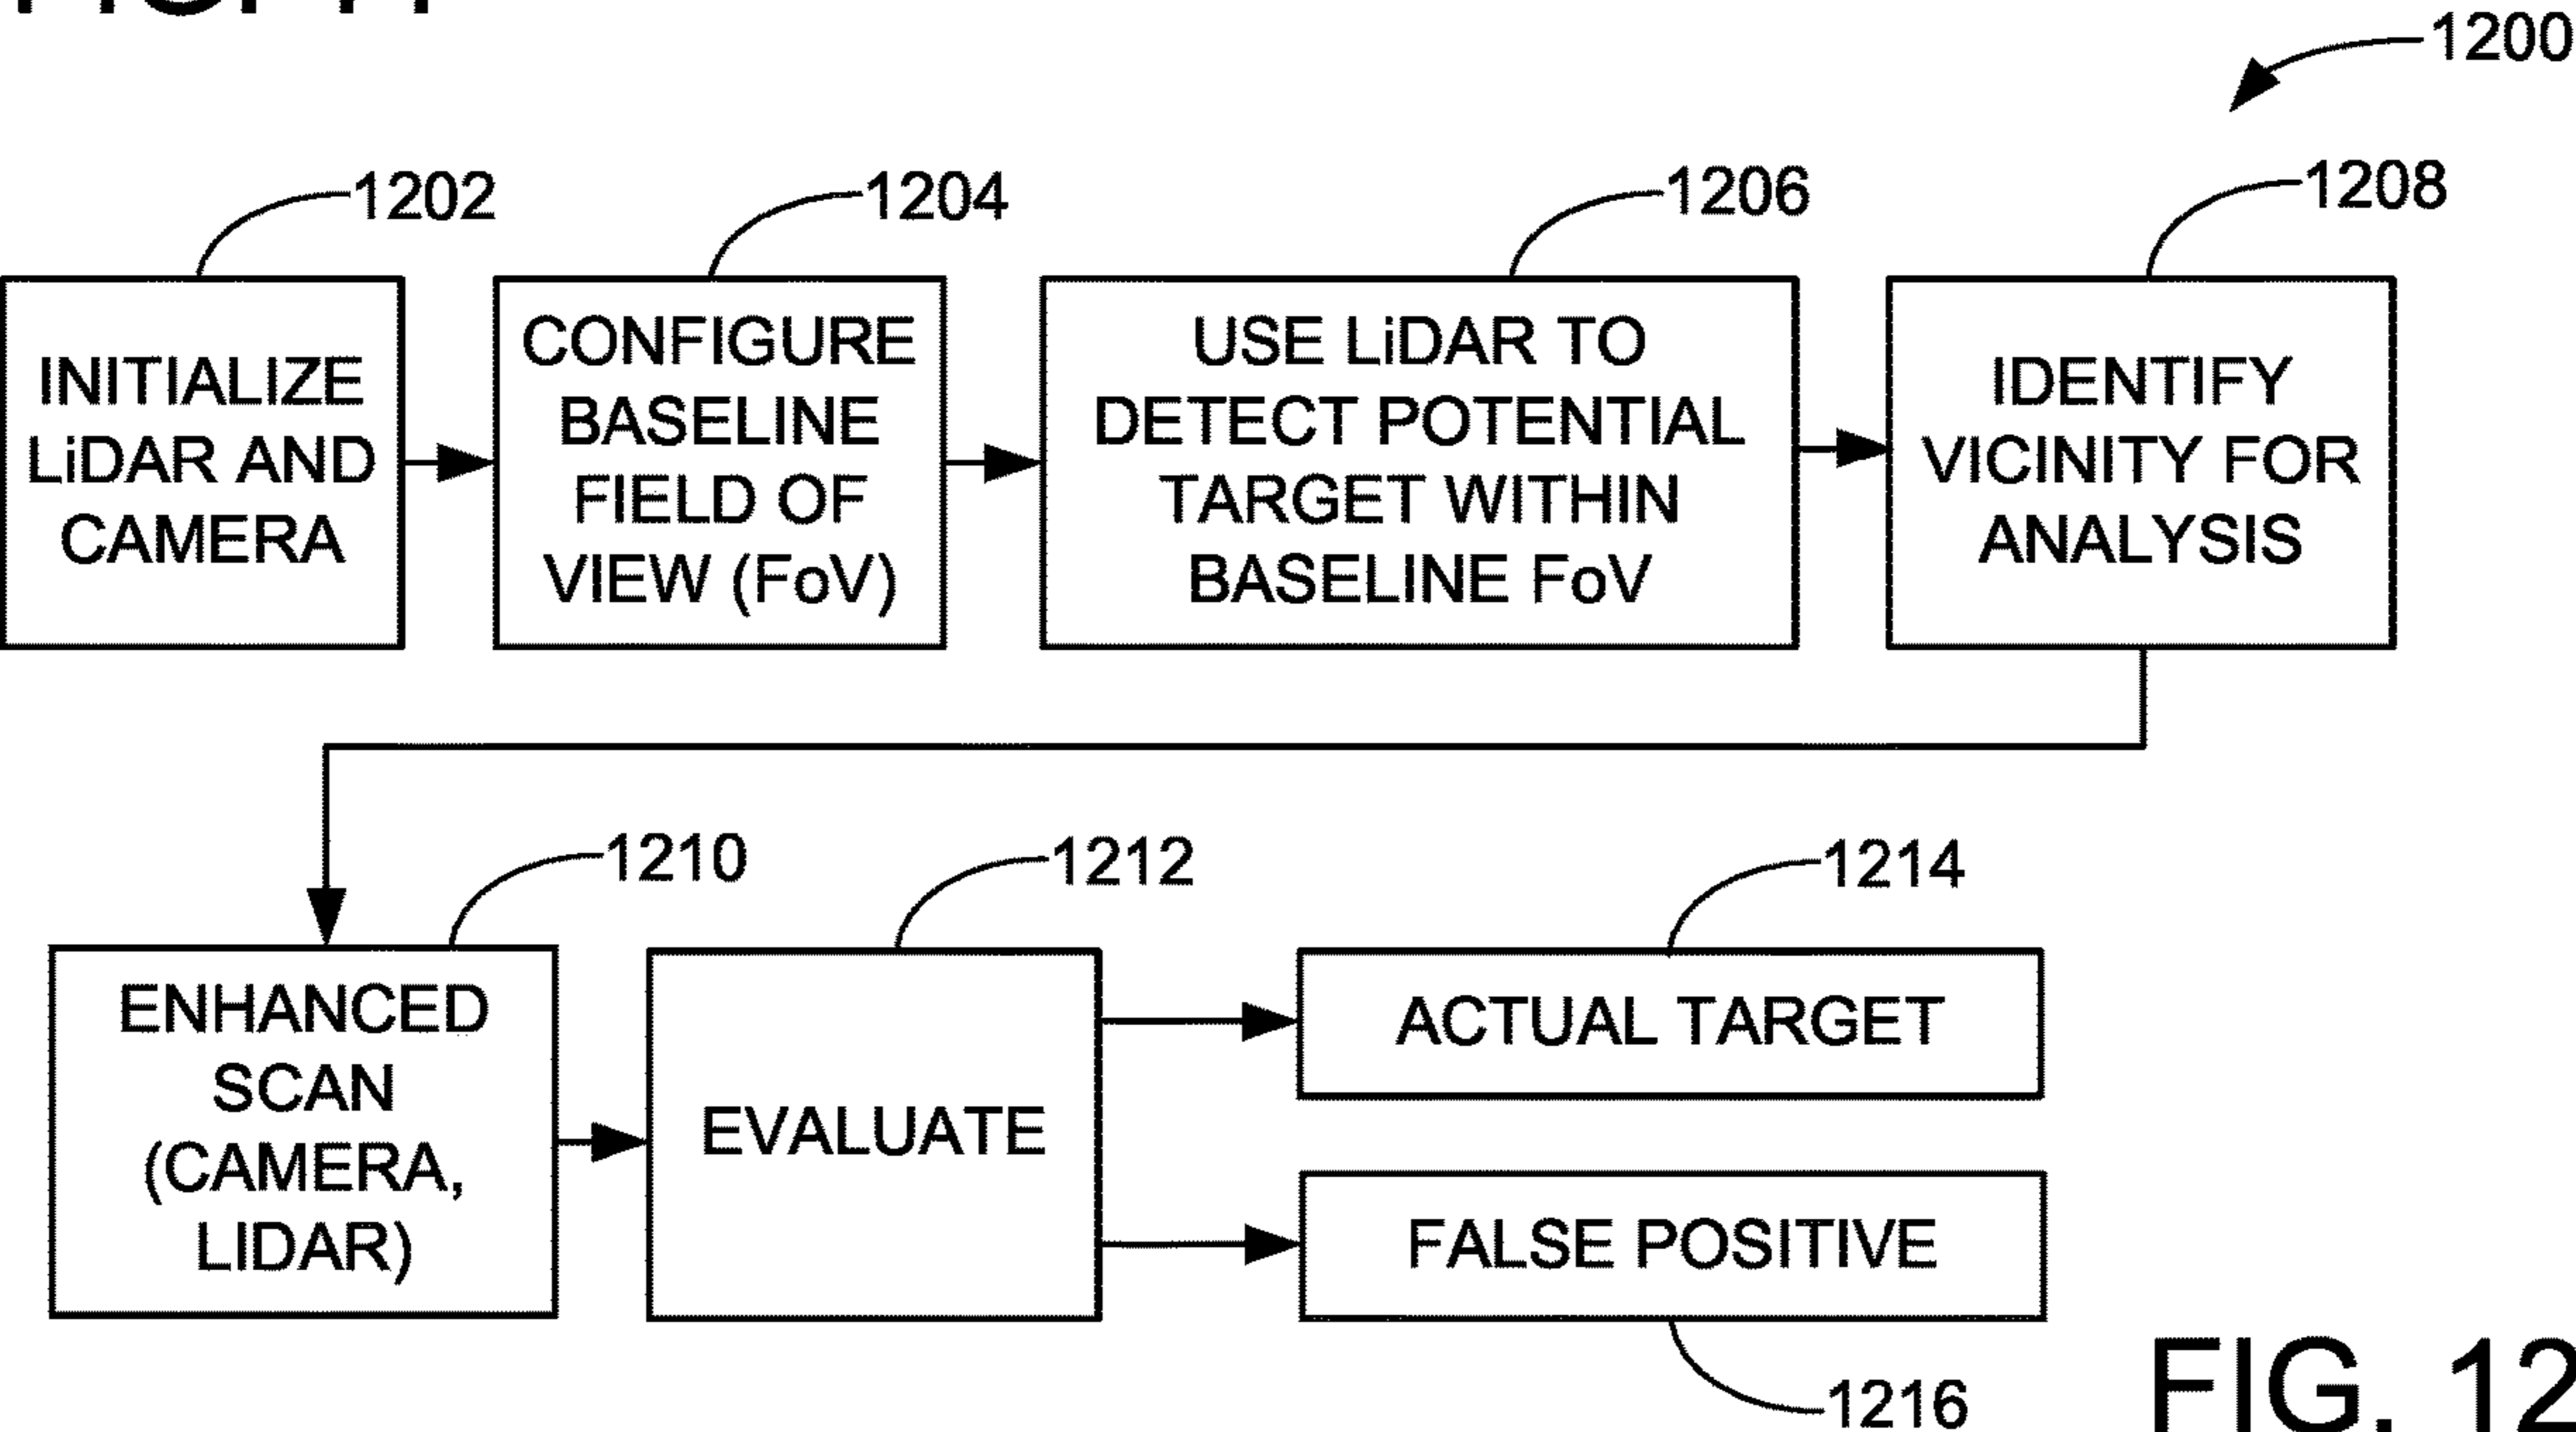 1200
1202
1204
1206
1208
INITIALIZE
LiDAR AND
CAMERA
CONFIGURE
BASELINE
FIELD OF
VIEW (FoV)
USE LiDAR TO
DETECT POTENTIAL
TARGET WITHIN
BASELINE FoV
IDENTIFY
VICINITY FOR
ANALYSIS
1210
1212
1214
ENHANCED
SCAN
(CAMERA,
LIDAR)
EVALUATE
ACTUAL TARGET
FALSE POSITIVE
1216
FIG. 12